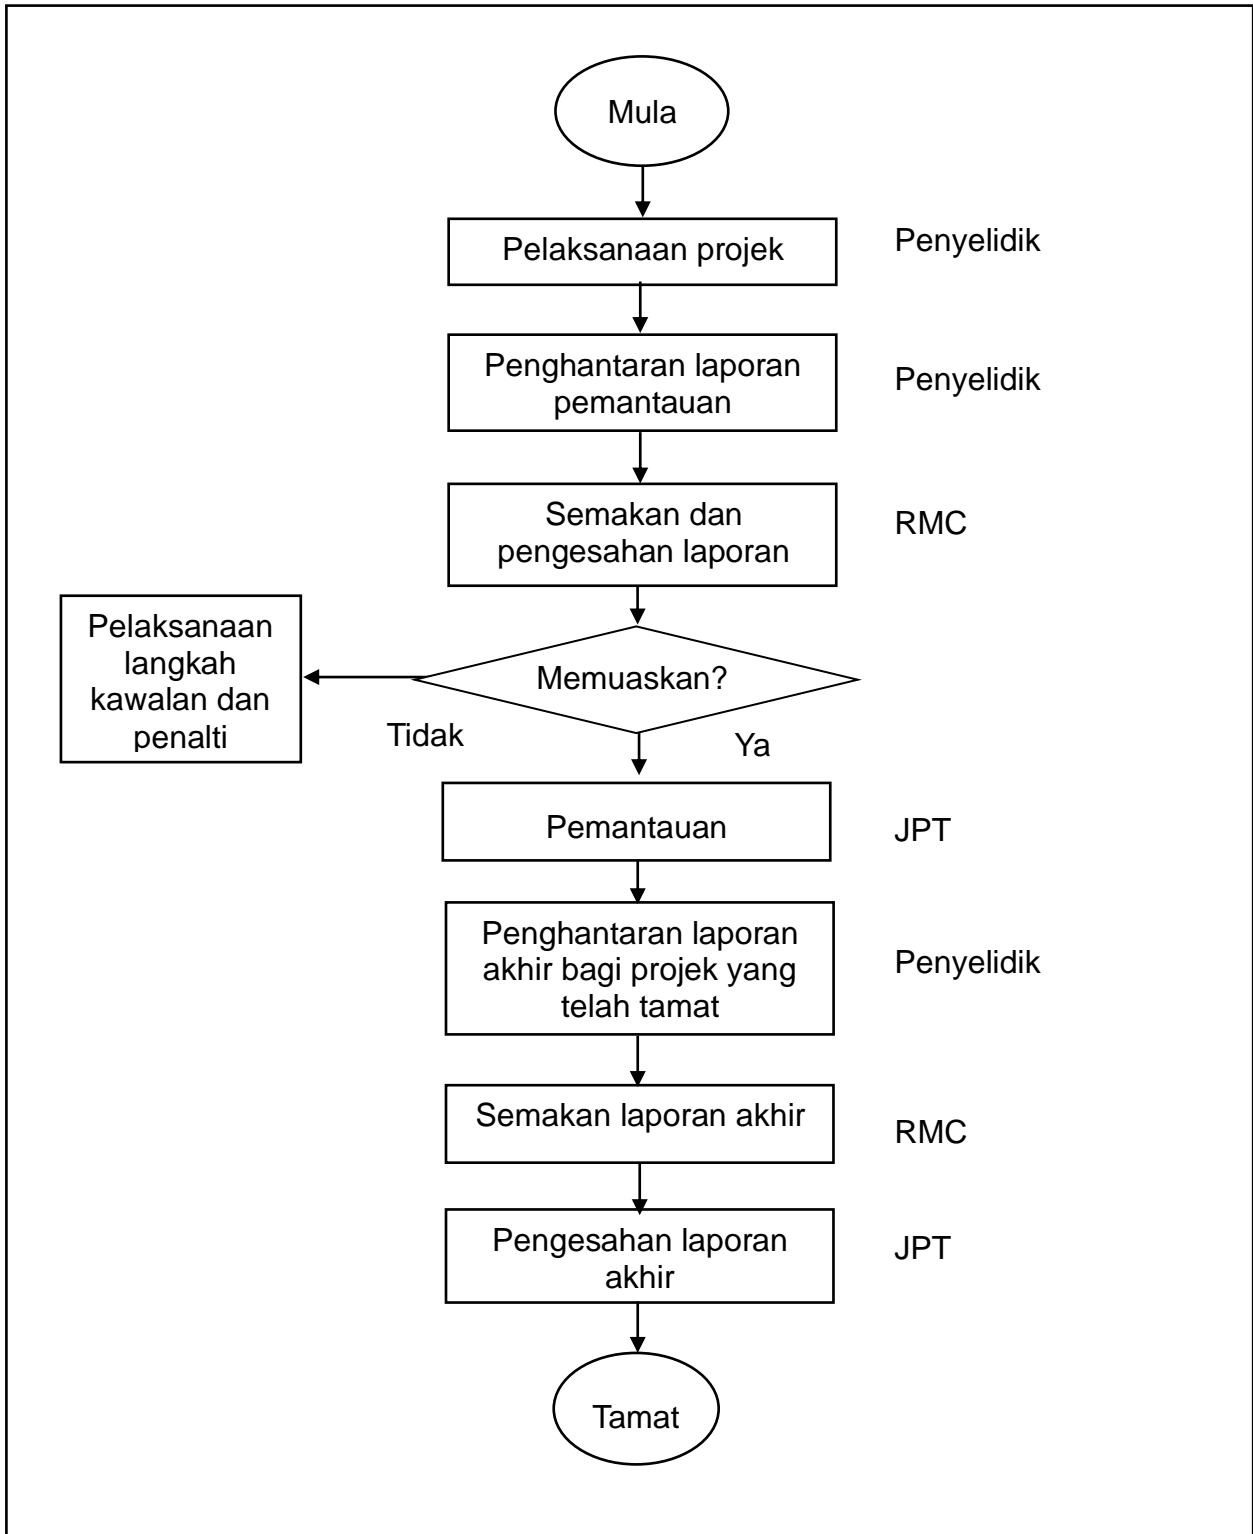 Mula
Pelaksanaan projek
Penyelidik
Penghantaran laporan
pemantauan
Penyelidik
Semakan dan
pengesahan laporan
RMC
Pelaksanaan
langkah
kawalan dan
penalti
Memuaskan?
Tidak
Ya
Pemantauan
JPT
Penghantaran laporan
akhir bagi projek yang
telah tamat
Penyelidik
Semakan laporan akhir
RMC
Pengesahan laporan
akhir
JPT
Tamat